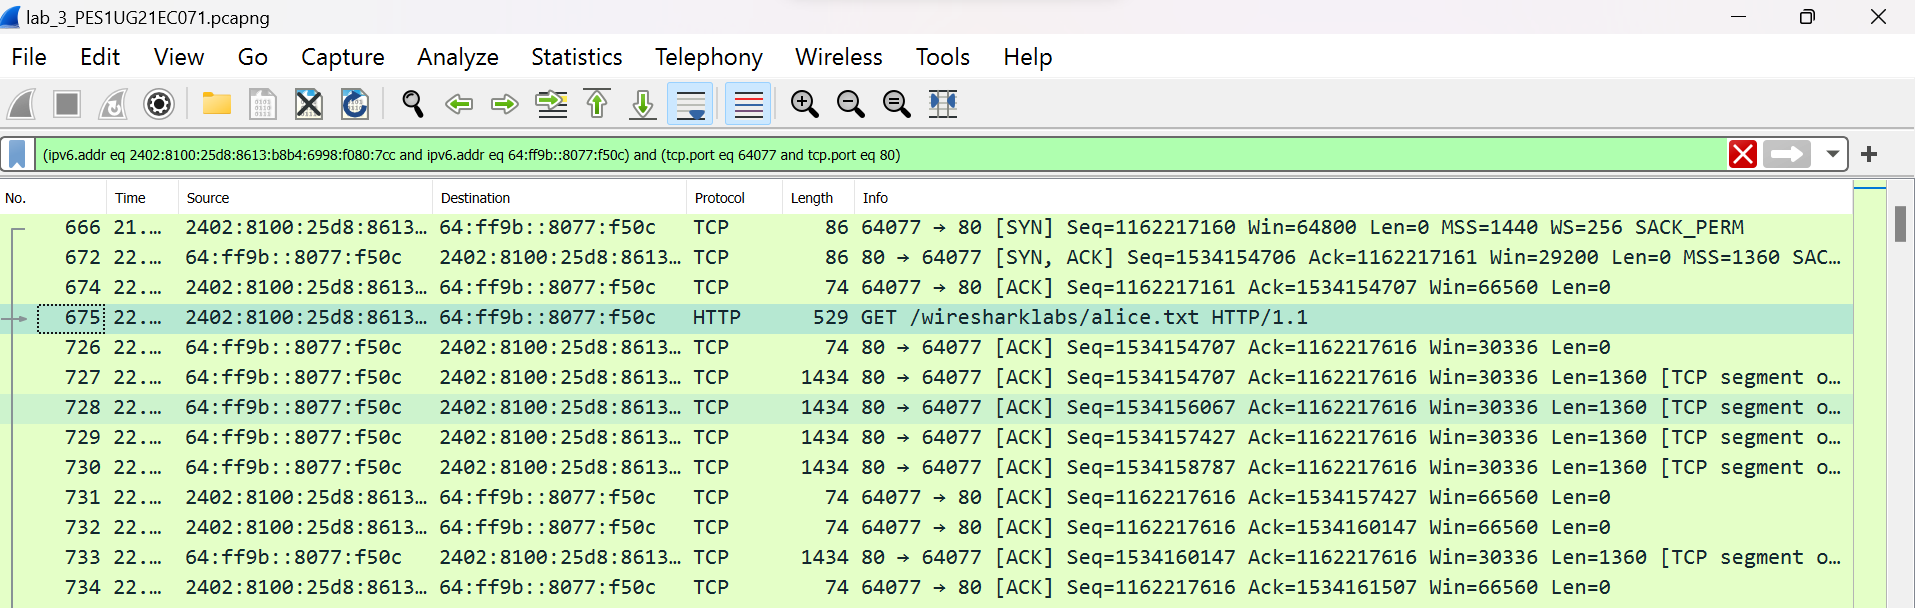 lab_3_PES1UG21EC071.pcapng
File Edit View Go Capture Analyze Statistics Telephony Wireless Tools Help
(ipv6.addr eq 2402:8100:25d8:8613:b8b4:6998:f080:7cc and ipv6.addr eq 64:ff9b::8077:f50c) and (tcp.port eq 64077 and tcp.port eq 80)
No. Time Source Destination Protocol Length Info
666 21.… 2402:8100:25d8:8613… 64:ff9b::8077:f50c TCP 86 64077 → 80 [SYN] Seq=1162217160 Win=64800 Len=0 MSS=1440 WS=256 SACK_PERM
672 22.… 64:ff9b::8077:f50c 2402:8100:25d8:8613… TCP 86 80 → 64077 [SYN, ACK] Seq=1534154706 Ack=1162217161 Win=29200 Len=0 MSS=1360 SAC…
674 22.… 2402:8100:25d8:8613… 64:ff9b::8077:f50c TCP 74 64077 → 80 [ACK] Seq=1162217161 Ack=1534154707 Win=66560 Len=0
675 22.… 2402:8100:25d8:8613… 64:ff9b::8077:f50c HTTP 529 GET /wiresharklabs/alice.txt HTTP/1.1
726 22.… 64:ff9b::8077:f50c 2402:8100:25d8:8613… TCP 74 80 → 64077 [ACK] Seq=1534154707 Ack=1162217616 Win=30336 Len=0
727 22.… 64:ff9b::8077:f50c 2402:8100:25d8:8613… TCP 1434 80 → 64077 [ACK] Seq=1534154707 Ack=1162217616 Win=30336 Len=1360 [TCP segment o…
728 22.… 64:ff9b::8077:f50c 2402:8100:25d8:8613… TCP 1434 80 → 64077 [ACK] Seq=1534156067 Ack=1162217616 Win=30336 Len=1360 [TCP segment o…
729 22.… 64:ff9b::8077:f50c 2402:8100:25d8:8613… TCP 1434 80 → 64077 [ACK] Seq=1534157427 Ack=1162217616 Win=30336 Len=1360 [TCP segment o…
730 22.… 64:ff9b::8077:f50c 2402:8100:25d8:8613… TCP 1434 80 → 64077 [ACK] Seq=1534158787 Ack=1162217616 Win=30336 Len=1360 [TCP segment o…
731 22.… 2402:8100:25d8:8613… 64:ff9b::8077:f50c TCP 74 64077 → 80 [ACK] Seq=1162217616 Ack=1534157427 Win=66560 Len=0
732 22.… 2402:8100:25d8:8613… 64:ff9b::8077:f50c TCP 74 64077 → 80 [ACK] Seq=1162217616 Ack=1534160147 Win=66560 Len=0
733 22.… 64:ff9b::8077:f50c 2402:8100:25d8:8613… TCP 1434 80 → 64077 [ACK] Seq=1534160147 Ack=1162217616 Win=30336 Len=1360 [TCP segment o…
734 22.… 2402:8100:25d8:8613… 64:ff9b::8077:f50c TCP 74 64077 → 80 [ACK] Seq=1162217616 Ack=1534161507 Win=66560 Len=0